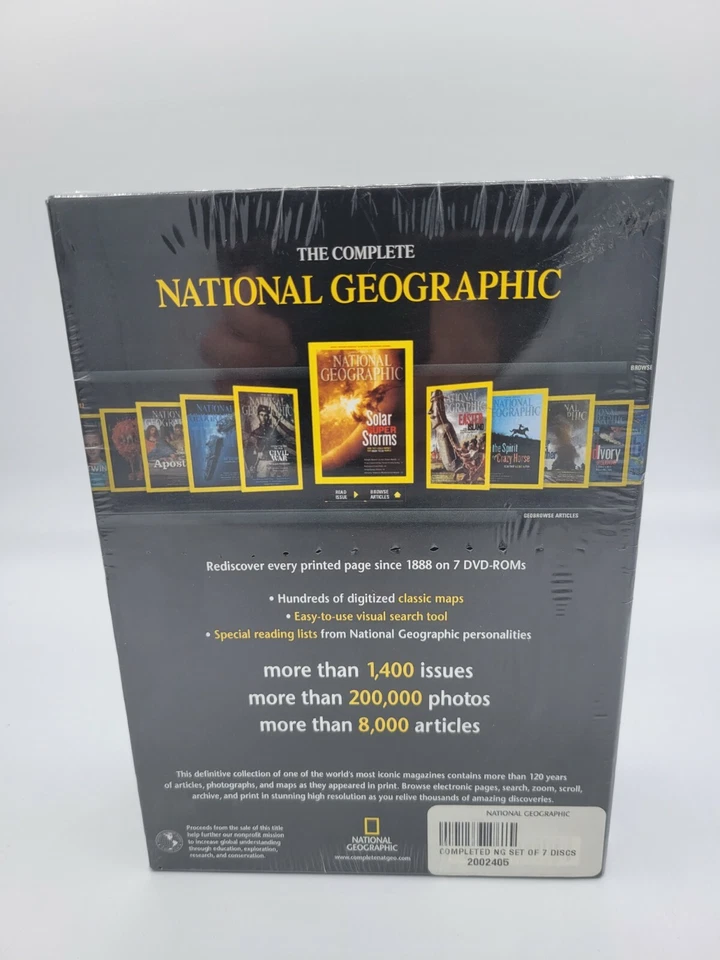 THE COMPLETE
NATIONAL GEOGRAPHIC
BROWSE
NATIONAL
GEOGRAPHIC
Solar
SUPER
Storms
Apost
EASTER
ISLAND
the Spirit
of Crazy Horse
Ivory
READ
ISSUE
BROWSE
ARTICLES
GEOBROWSE ARTICLES
Rediscover every printed page since 1888 on 7 DVD-ROMs
• Hundreds of digitized classic maps
• Easy-to-use visual search tool
• Special reading lists from National Geographic personalities
more than 1,400 issues
more than 200,000 photos
more than 8,000 articles
This definitive collection of one of the world's most iconic magazines contains more than 120 years
of articles, photographs, and maps as they appeared in print. Browse electronic pages, search, zoom, scroll,
archive, and print in stunning high resolution as you relive thousands of amazing discoveries.
Proceeds from the sale of this title
help further our nonprofit mission
to increase global understanding
through education, exploration,
research, and conservation.
NATIONAL
GEOGRAPHIC
www.completenatgeo.com
NATIONAL GEOGRAPHIC
COMPLETED NG SET OF 7 DISCS
2002405